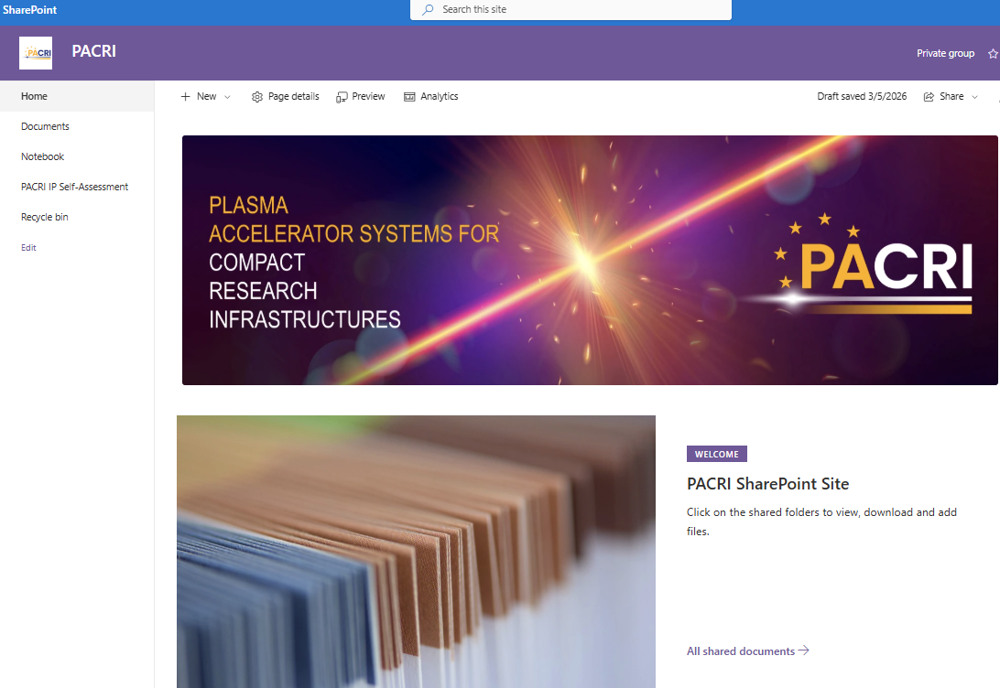 SharePoint
Search this site
PACRI
PACRI
Private group
Home
Documents
Notebook
PACRI IP Self-Assessment
Recycle bin
Edit
New
Page details
Preview
Analytics
Draft saved 3/5/2026
Share
PLASMA
ACCELERATOR SYSTEMS FOR
COMPACT
RESEARCH
INFRASTRUCTURES
PACRI
WELCOME
PACRI SharePoint Site
Click on the shared folders to view, download and add
files.
All shared documents